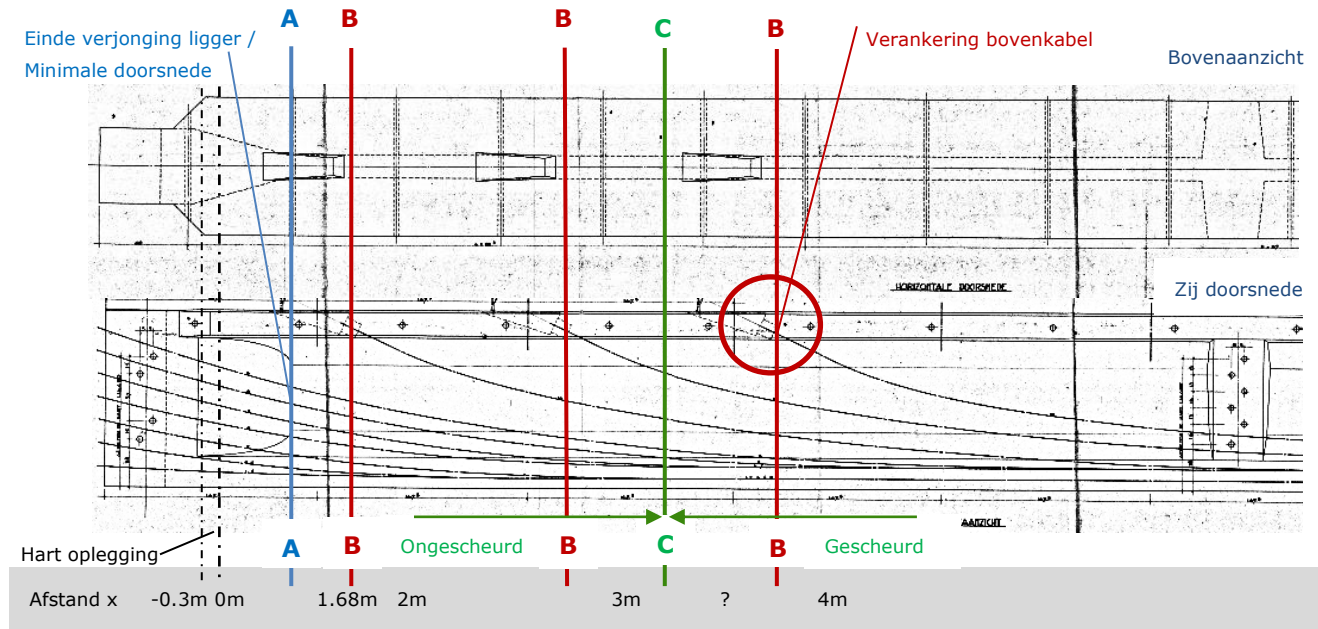 A B B C B
Einde verjonging ligger /
Minimale doorsnede
Verankering bovenkabel
Bovenaanzicht
HORIZONTALE DOORSNEDE
Zij doorsnede
AANZICHT
Hart oplegging
A B Ongescheurd B C B Gescheurd
Afstand x -0.3m 0m 1.68m 2m 3m ? 4m